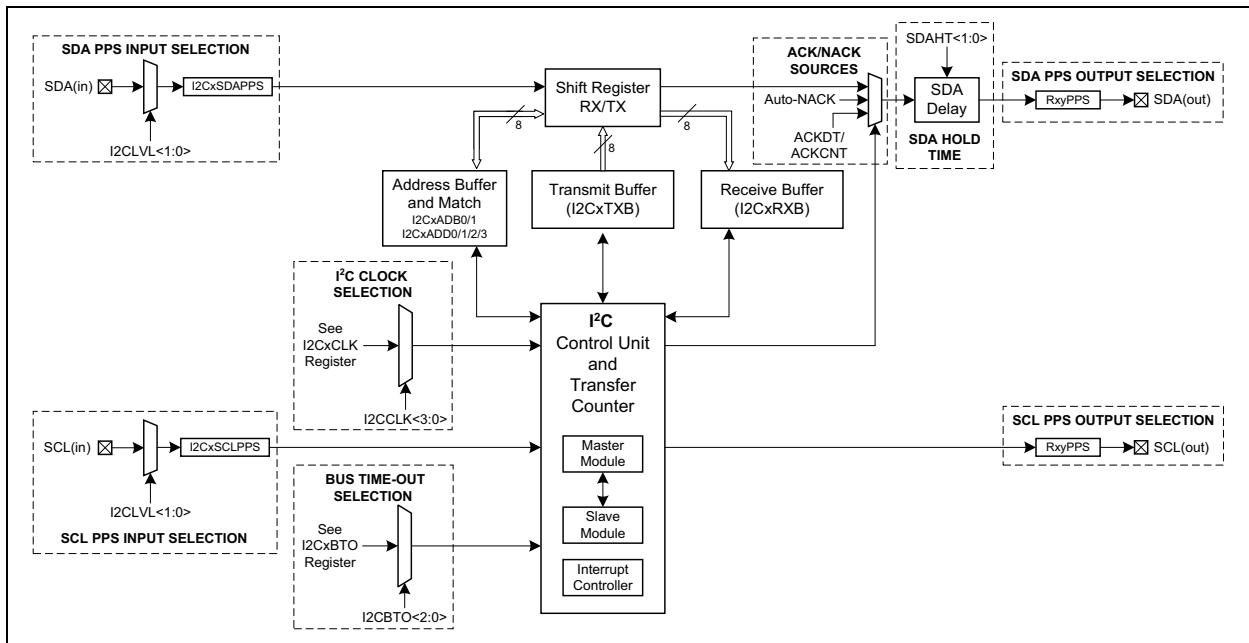 SDA PPS INPUT SELECTION
SDA(in)
I2CxSDAPPS
I2CLVL<1:0>
Shift Register
RX/TX
8
8
8
ACK/NACK
SOURCES
Auto-NACK
ACKDT/
ACKCNT
SDAHT<1:0>
SDA
Delay
SDA HOLD
TIME
SDA PPS OUTPUT SELECTION
RxyPPS
SDA(out)
Address Buffer
and Match
I2CxADB0/1
I2CxADD0/1/2/3
Transmit Buffer
(I2CxTXB)
Receive Buffer
(I2CxRXB)
I²C CLOCK
SELECTION
See
I2CxCLK
Register
I2CCLK<3:0>
I²C
Control Unit
and
Transfer
Counter
Master
Module
Slave
Module
Interrupt
Controller
SCL(in)
I2CxSCLPPS
I2CLVL<1:0>
SCL PPS INPUT SELECTION
BUS TIME-OUT
SELECTION
See
I2CxBTO
Register
I2CBTO<2:0>
SCL PPS OUTPUT SELECTION
RxyPPS
SCL(out)